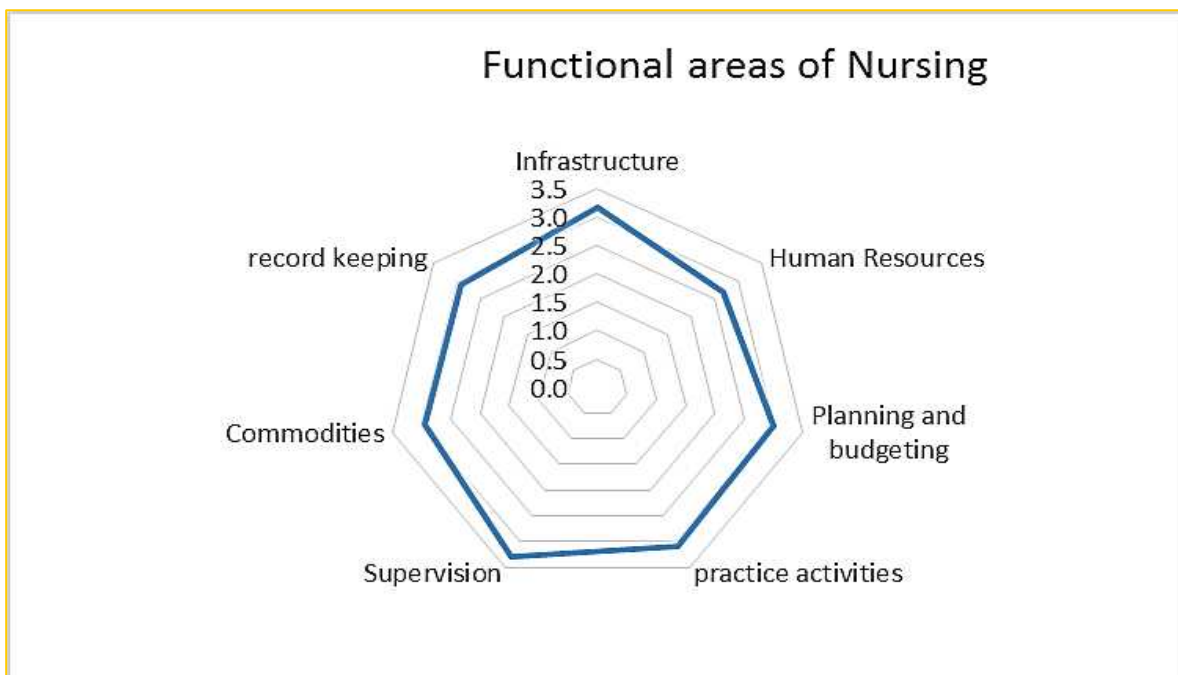 Functional areas of Nursing
Infrastructure
3.5
3.0
2.5
2.0
1.5
1.0
0.5
0.0
record keeping
Human Resources
Commodities
Planning and
budgeting
Supervision
practice activities